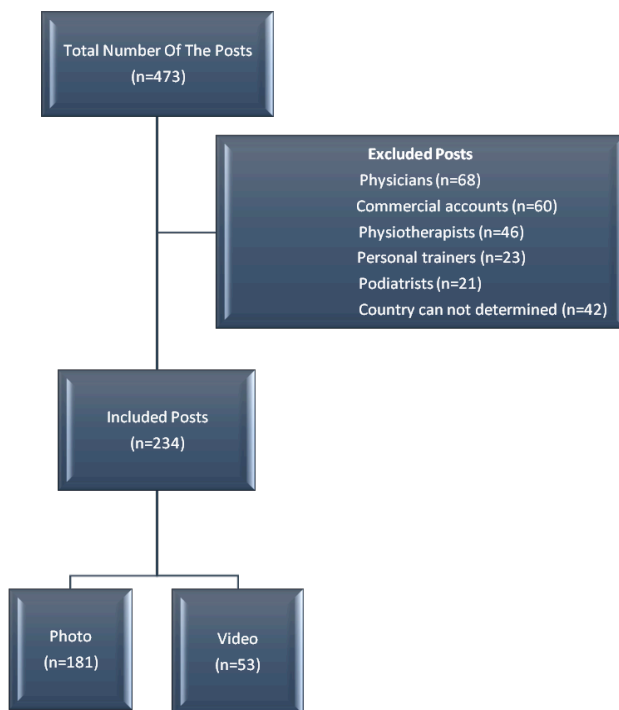 Total Number Of The Posts
(n=473)
Excluded Posts
Physicians (n=68)
Commercial accounts (n=60)
Physiotherapists (n=46)
Personal trainers (n=23)
Podiatrists (n=21)
Country can not determined (n=42)
Included Posts
(n=234)
Photo
(n=181)
Video
(n=53)